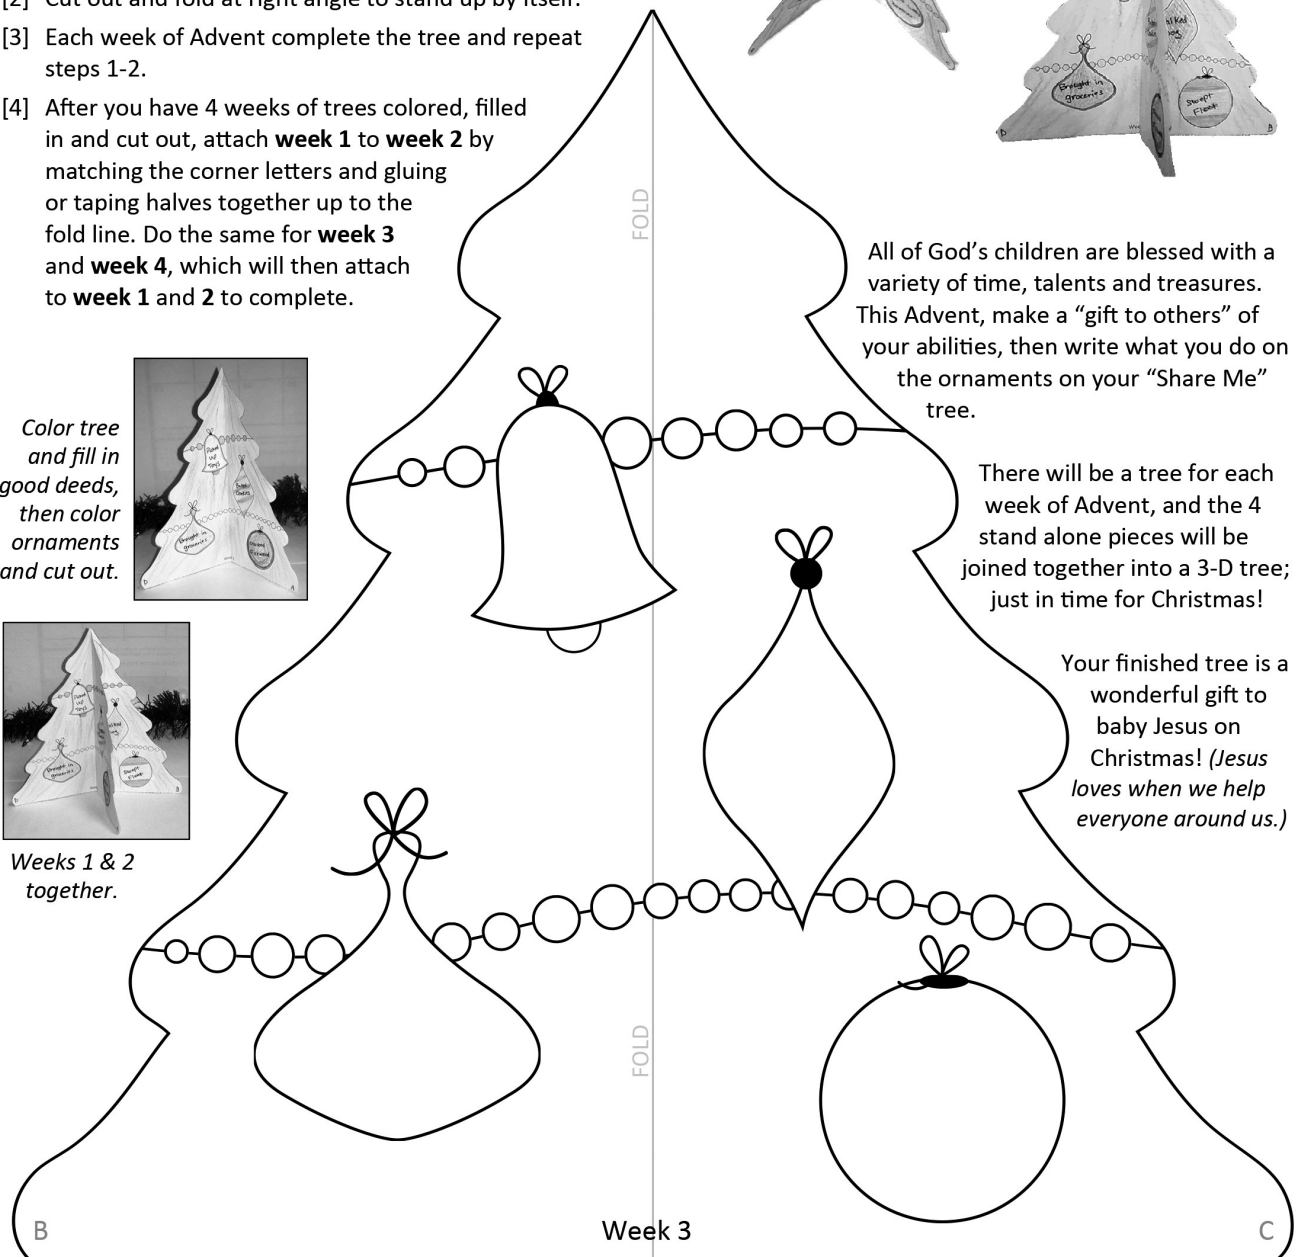 [2] Cut out and fold at right angle to stand up by itself.
[3] Each week of Advent complete the tree and repeat
steps 1-2.
[4] After you have 4 weeks of trees colored, filled
in and cut out, attach week 1 to week 2 by
matching the corner letters and gluing
or taping halves together up to the
fold line. Do the same for week 3
and week 4, which will then attach
to week 1 and 2 to complete.
Brought in
groceries
Swept
Floor
FOLD
All of God’s children are blessed with a
variety of time, talents and treasures.
This Advent, make a “gift to others” of
your abilities, then write what you do on
the ornaments on your “Share Me”
tree.
Color tree
and fill in
good deeds,
then color
ornaments
and cut out.
There will be a tree for each
week of Advent, and the 4
stand alone pieces will be
joined together into a 3-D tree;
just in time for Christmas!
Your finished tree is a
wonderful gift to
baby Jesus on
Christmas! (Jesus
loves when we help
everyone around us.)
Weeks 1 & 2
together.
FOLD
B
Week 3
C